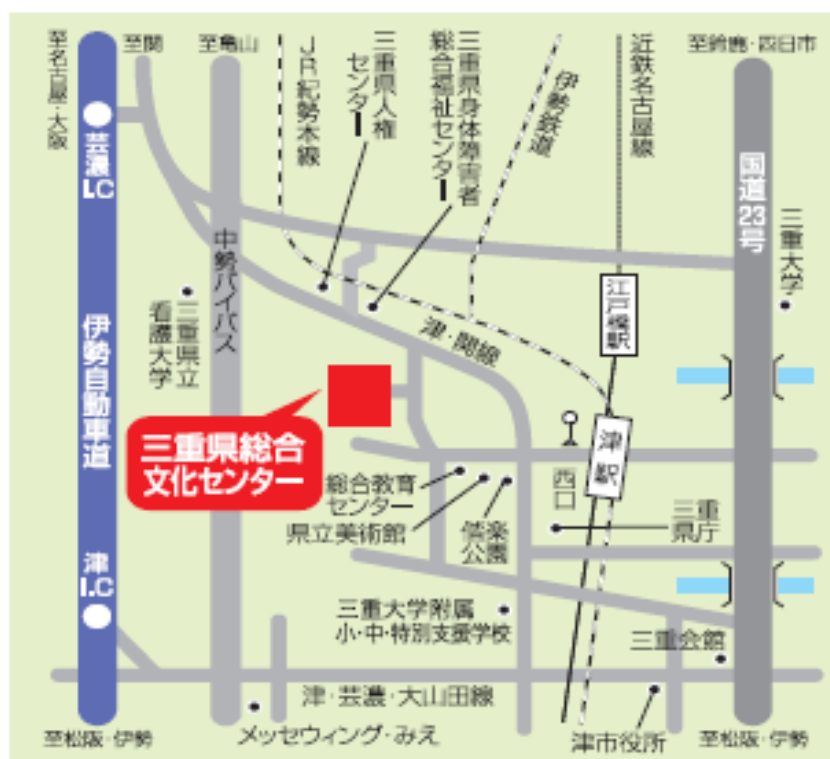 至名古屋・大阪
至関
至亀山
JR紀勢本線
三重県人権
センター
三重県身体障害者
総合福祉センター
伊勢鉄道
近鉄名古屋線
至鈴鹿・四日市
芸濃
I.C
国道23号
三重大学
中勢バイパス
三重県立
看護大学
江戸橋駅
津・関線
伊勢自動車道
三重県総合
文化センター
津駅
西口
総合教育
センター
県立美術館
偕楽
公園
三重
県庁
津
I.C
三重大学附属
小・中・特別支援学校
三重会館
津・芸濃・大山田線
メッセウィング・みえ
津市役所
至松阪・伊勢
至松阪・伊勢